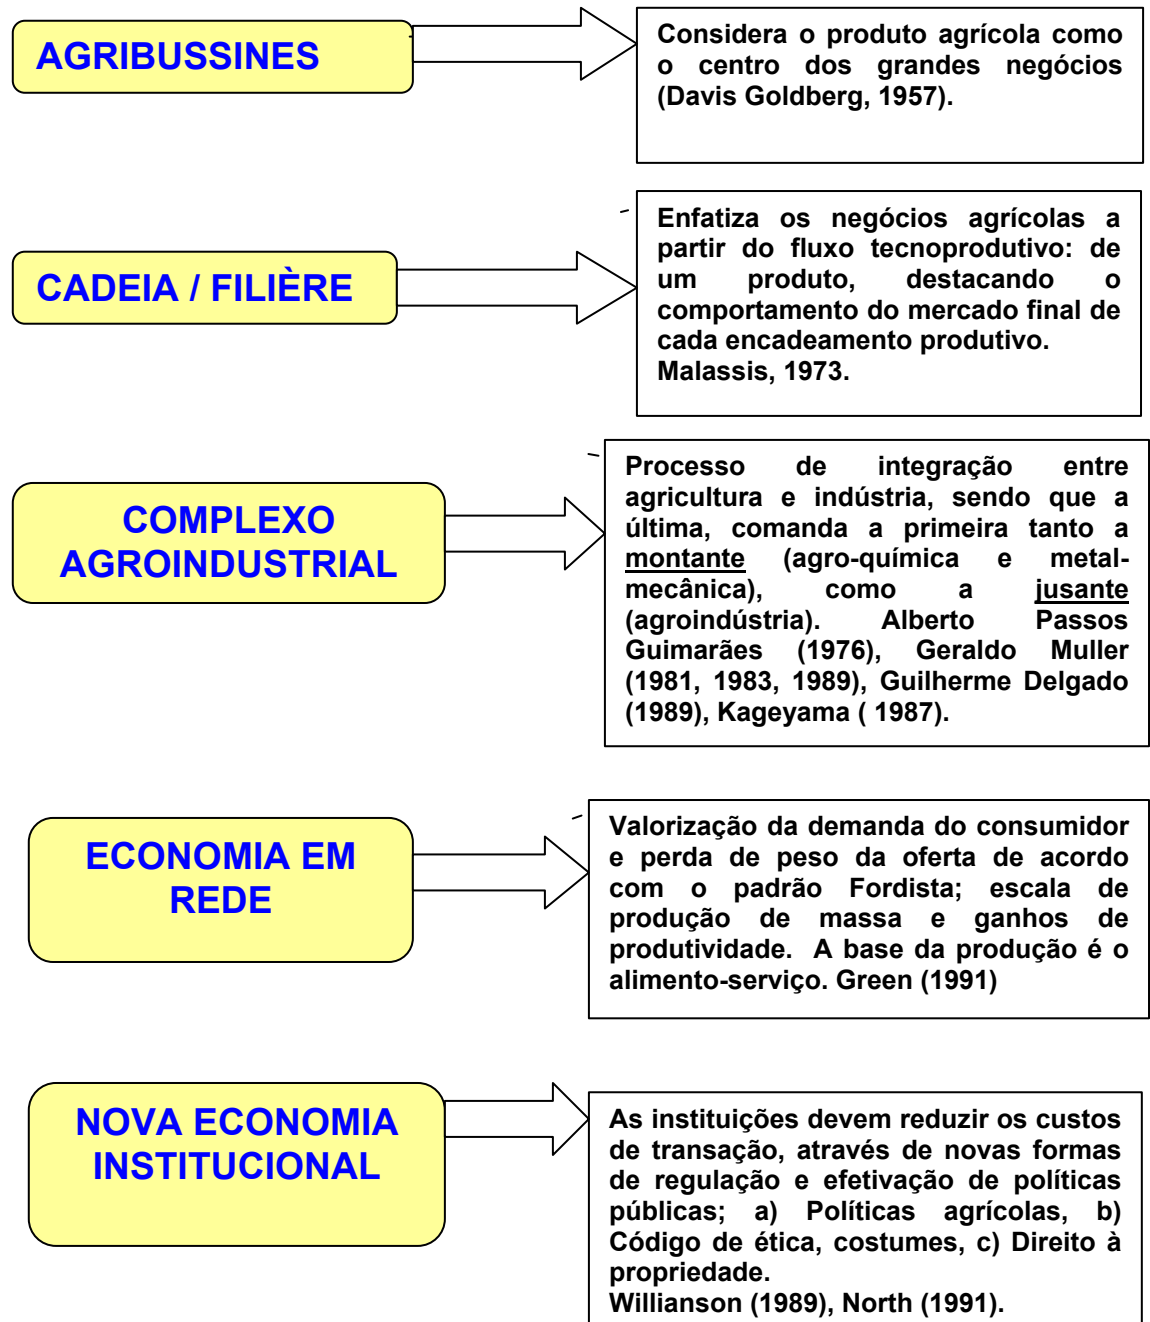 AGRIBUSSINES
Considera o produto agrícola como
o centro dos grandes negócios
(Davis Goldberg, 1957).
CADEIA / FILIÈRE
Enfatiza os negócios agrícolas a
partir do fluxo tecnoprodutivo: de
um produto, destacando o
comportamento do mercado final de
cada encadeamento produtivo.
Malassis, 1973.
COMPLEXO
AGROINDUSTRIAL
Processo de integração entre
agricultura e indústria, sendo que a
última, comanda a primeira tanto a
montante (agro-química e metal-
mecânica), como a jusante
(agroindústria). Alberto Passos
Guimarães (1976), Geraldo Muller
(1981, 1983, 1989), Guilherme Delgado
(1989), Kageyama ( 1987).
ECONOMIA EM
REDE
Valorização da demanda do consumidor
e perda de peso da oferta de acordo
com o padrão Fordista; escala de
produção de massa e ganhos de
produtividade. A base da produção é o
alimento-serviço. Green (1991)
NOVA ECONOMIA
INSTITUCIONAL
As instituições devem reduzir os custos
de transação, através de novas formas
de regulação e efetivação de políticas
públicas; a) Políticas agrícolas, b)
Código de ética, costumes, c) Direito à
propriedade.
Willianson (1989), North (1991).